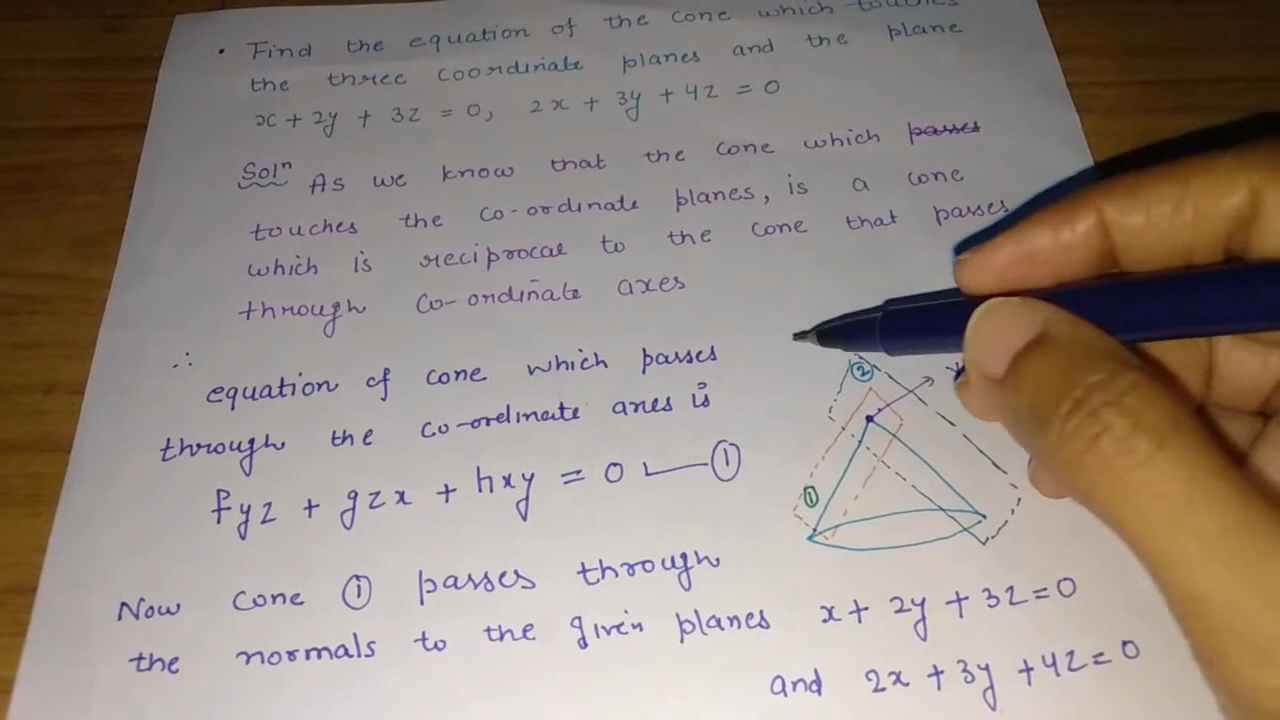 • Find the equation of the cone which touches
the three coordinate planes and the plane
x + 2y + 3z = 0, 2x + 3y + 4z = 0
Solⁿ As we know that the cone which passes
touches the co-ordinate planes, is a cone
which is reciprocal to the cone that passes
through co-ordinate axes
∴ equation of cone which passes
through the co-ordinate axes is
fyz + gzx + hxy = 0 — ①
②
①
Now cone ① passes through
the normals to the given planes x + 2y + 3z = 0
and 2x + 3y + 4z = 0